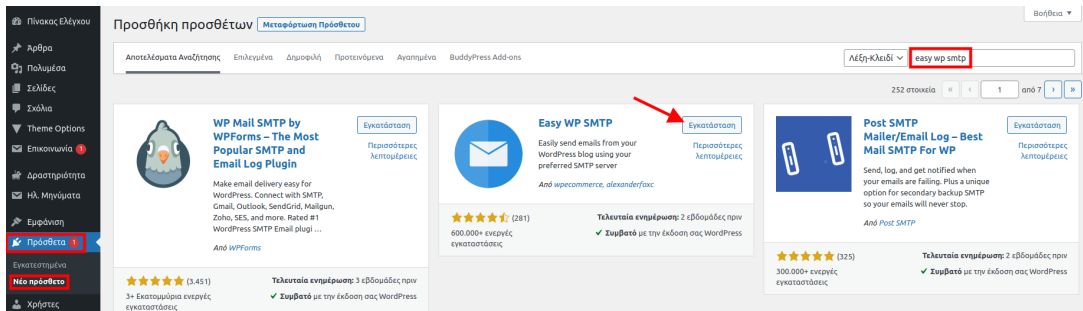 Βοήθεια ▼
Πίνακας Ελέγχου
Άρθρα
Πολυμέσα
Σελίδες
Σχόλια
Theme Options
Επικοινωνία 1
Δραστηριότητα
Ηλ. Μηνύματα
Εμφάνιση
Πρόσθετα 1
Εγκατεστημένα
Νέο πρόσθετο
Χρήστες
Προσθήκη προσθέτων Μεταφόρτωση Πρόσθετου
Αποτελέσματα Αναζήτησης Επιλεγμένα Δημοφιλή Προτεινόμενα Αγαπημένα BuddyPress Add-ons
Λέξη-Κλειδί easy wp smtp
252 στοιχεία « ‹ 1 από 7 › »
WP Mail SMTP by
WPForms – The Most
Popular SMTP and
Email Log Plugin
Εγκατάσταση
Περισσότερες
λεπτομέρειες
Make email delivery easy for
WordPress. Connect with SMTP,
Gmail, Outlook, SendGrid, Mailgun,
Zoho, SES, and more. Rated #1
WordPress SMTP Email plugi ...
Από WPForms
(3.451)
3+ Εκατομμύρια ενεργές
εγκαταστάσεις
Τελευταία ενημέρωση: 3 εβδομάδες πριν
✔ Συμβατό με την έκδοση σας WordPress
Easy WP SMTP
Εγκατάσταση
Περισσότερες
λεπτομέρειες
Easily send emails from your
WordPress blog using your
preferred SMTP server
Από wpecommerce, alexanderfoxc
(281)
600.000+ ενεργές
εγκαταστάσεις
Τελευταία ενημέρωση: 2 εβδομάδες πριν
✔ Συμβατό με την έκδοση σας WordPress
Post SMTP
Mailer/Email Log – Best
Mail SMTP For WP
Εγκατάσταση
Περισσότερες
λεπτομέρειες
Send, log, and get notified when
your emails are failing. Plus a unique
option for secondary backup SMTP
so your emails will never stop.
Από Post SMTP
(325)
300.000+ ενεργές
εγκαταστάσεις
Τελευταία ενημέρωση: 2 εβδομάδες πριν
✔ Συμβατό με την έκδοση σας WordPress